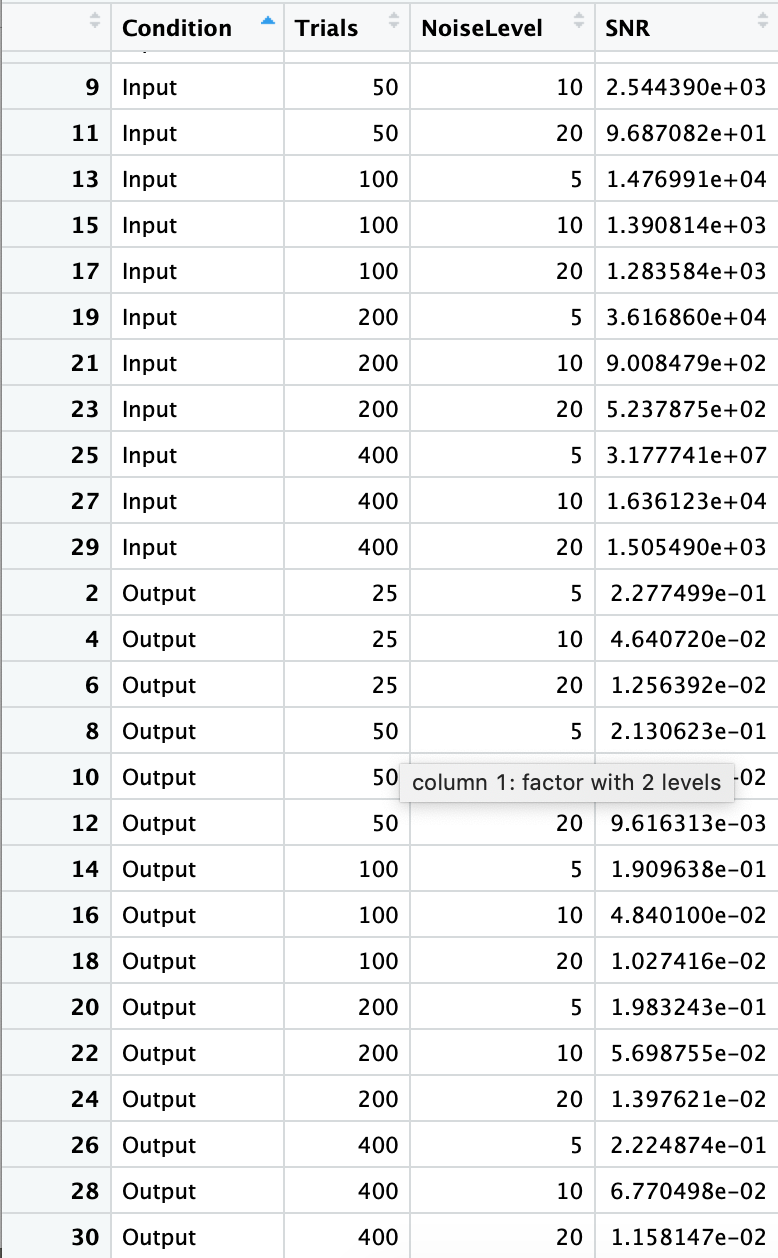 Condition Trials NoiseLevel SNR
9 Input 50 10 2.544390e+03
11 Input 50 20 9.687082e+01
13 Input 100 5 1.476991e+04
15 Input 100 10 1.390814e+03
17 Input 100 20 1.283584e+03
19 Input 200 5 3.616860e+04
21 Input 200 10 9.008479e+02
23 Input 200 20 5.237875e+02
25 Input 400 5 3.177741e+07
27 Input 400 10 1.636123e+04
29 Input 400 20 1.505490e+03
2 Output 25 5 2.277499e−01
4 Output 25 10 4.640720e−02
6 Output 25 20 1.256392e−02
8 Output 50 5 2.130623e−01
10 Output 50 column 1: factor with 2 levels −02
12 Output 50 20 9.616313e−03
14 Output 100 5 1.909638e−01
16 Output 100 10 4.840100e−02
18 Output 100 20 1.027416e−02
20 Output 200 5 1.983243e−01
22 Output 200 10 5.698755e−02
24 Output 200 20 1.397621e−02
26 Output 400 5 2.224874e−01
28 Output 400 10 6.770498e−02
30 Output 400 20 1.158147e−02